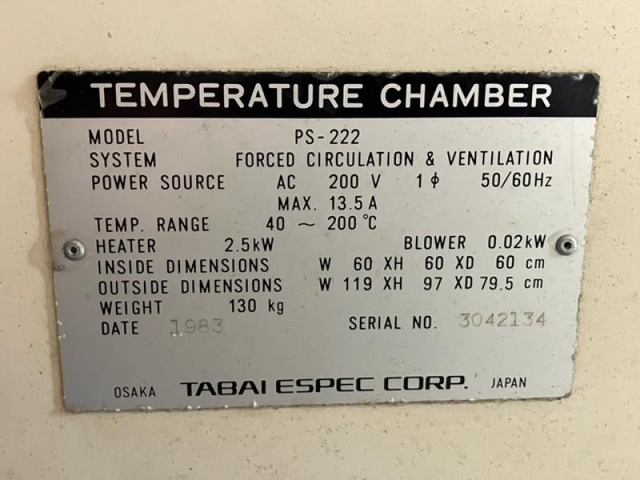 TEMPERATURE CHAMBER
MODEL PS-222
SYSTEM FORCED CIRCULATION & VENTILATION
POWER SOURCE AC 200 V 1ϕ 50/60Hz
MAX. 13.5 A
TEMP. RANGE 40 ~ 200 °C
HEATER 2.5kW BLOWER 0.02kW
INSIDE DIMENSIONS W 60 XH 60 XD 60 cm
OUTSIDE DIMENSIONS W 119 XH 97 XD 79.5 cm
WEIGHT 130 kg
DATE 1983 SERIAL NO. 3042134
OSAKA TABAI ESPEC CORP. JAPAN